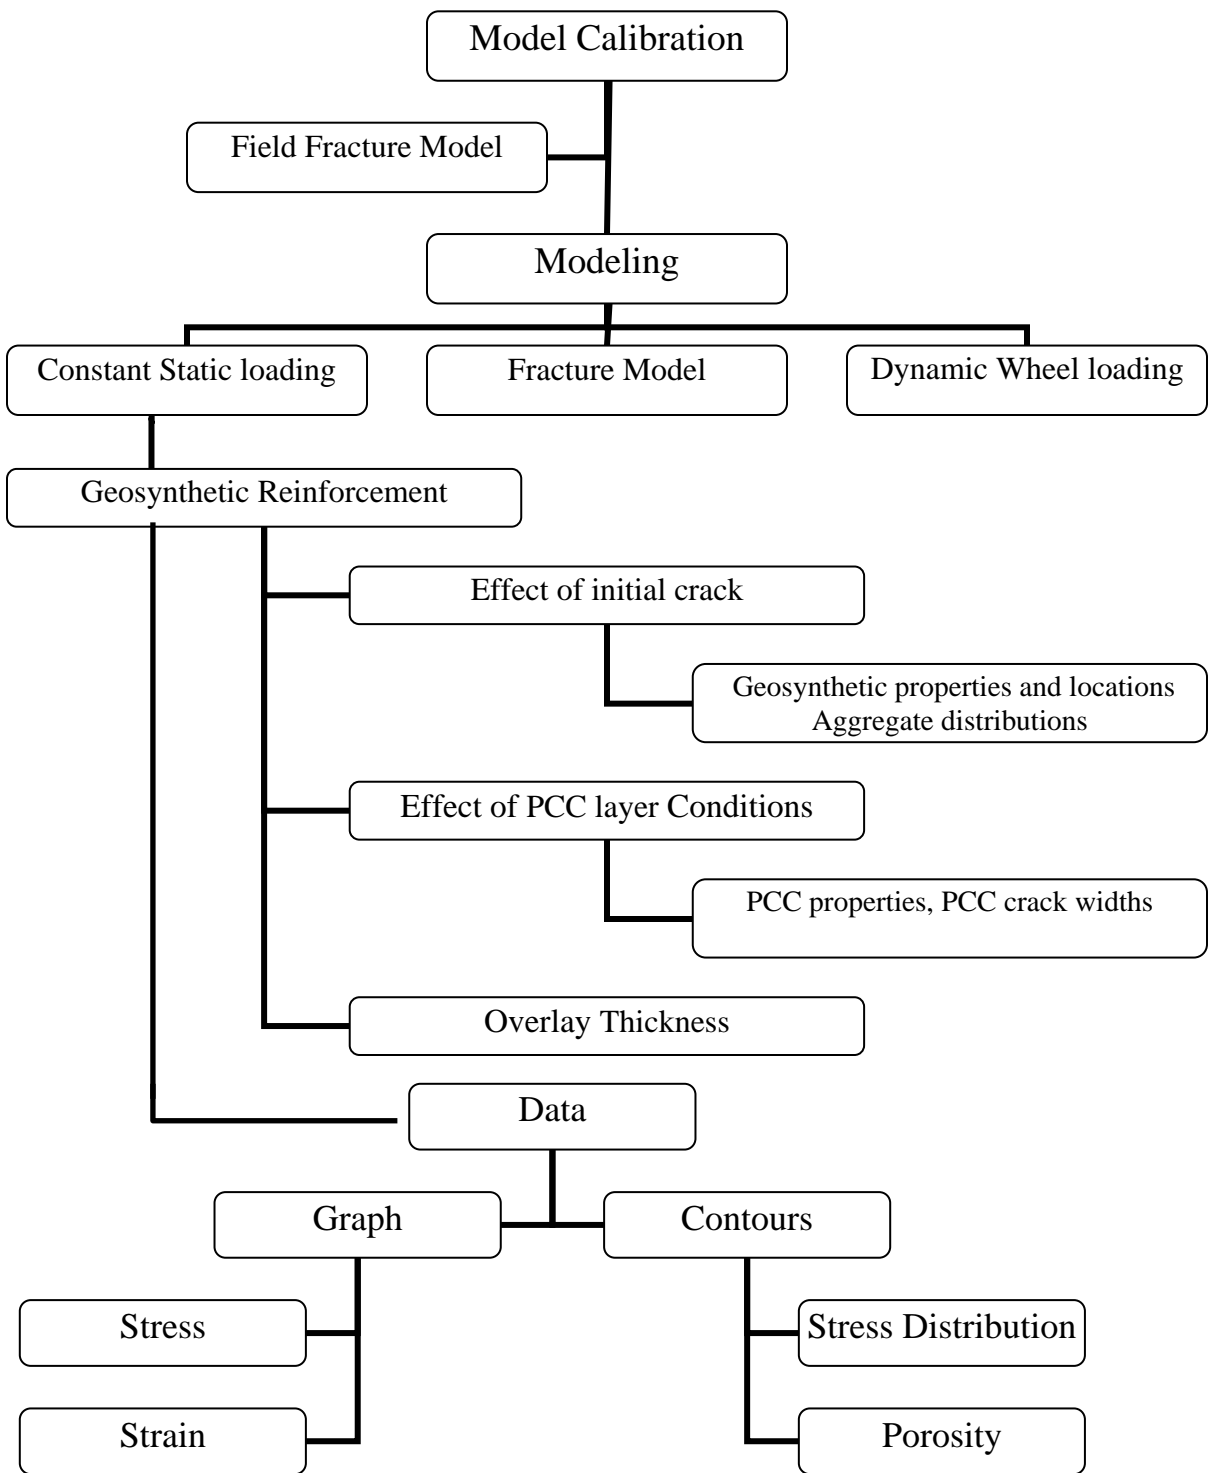 Model Calibration
Field Fracture Model
Modeling
Constant Static loading
Fracture Model
Dynamic Wheel loading
Geosynthetic Reinforcement
Effect of initial crack
Geosynthetic properties and locations
Aggregate distributions
Effect of PCC layer Conditions
PCC properties, PCC crack widths
Overlay Thickness
Data
Graph
Contours
Stress
Stress Distribution
Strain
Porosity